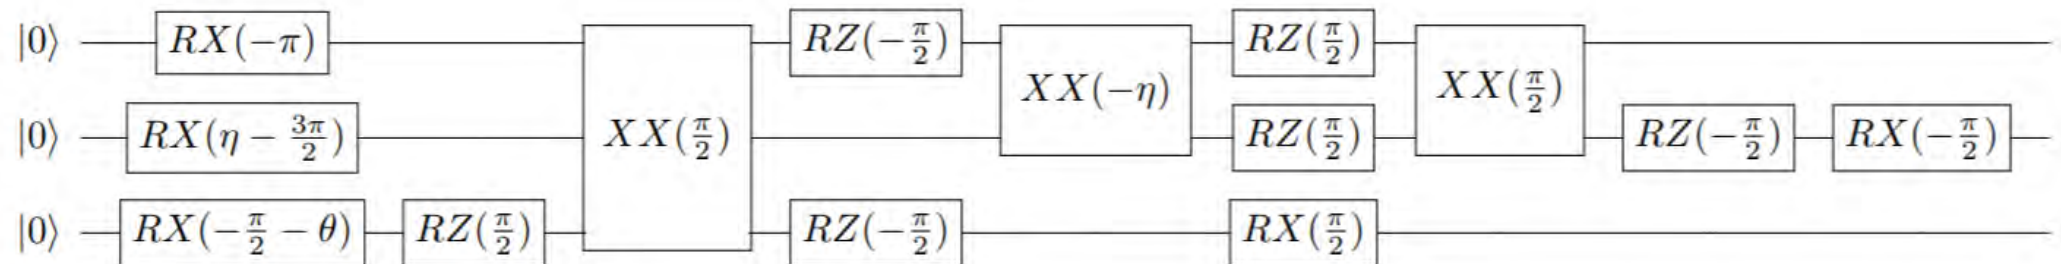 |0⟩ RX(−π) RZ(−π/2) RZ(π/2)
XX(−η) XX(π/2)
|0⟩ RX(η − 3π/2) XX(π/2) RZ(π/2) RZ(−π/2) RX(−π/2)
|0⟩ RX(−π/2 − θ) RZ(π/2) RZ(−π/2) RX(π/2)